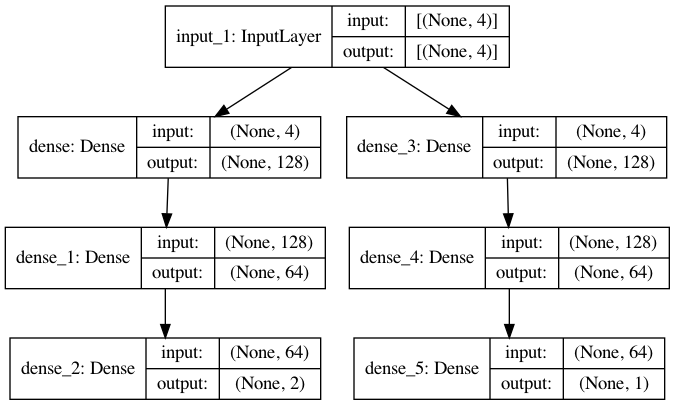 input_1: InputLayer
input: [(None, 4)]
output: [(None, 4)]
dense: Dense
input: (None, 4)
output: (None, 128)
dense_3: Dense
input: (None, 4)
output: (None, 128)
dense_1: Dense
input: (None, 128)
output: (None, 64)
dense_4: Dense
input: (None, 128)
output: (None, 64)
dense_2: Dense
input: (None, 64)
output: (None, 2)
dense_5: Dense
input: (None, 64)
output: (None, 1)